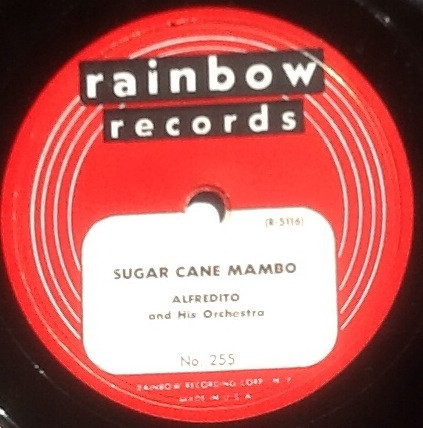 rainbow
records
(R-5116)
SUGAR CANE MAMBO
ALFREDITO
and His Orchestra
No. 255
RAINBOW RECORDING CORP. N. Y.
MADE IN U. S. A.